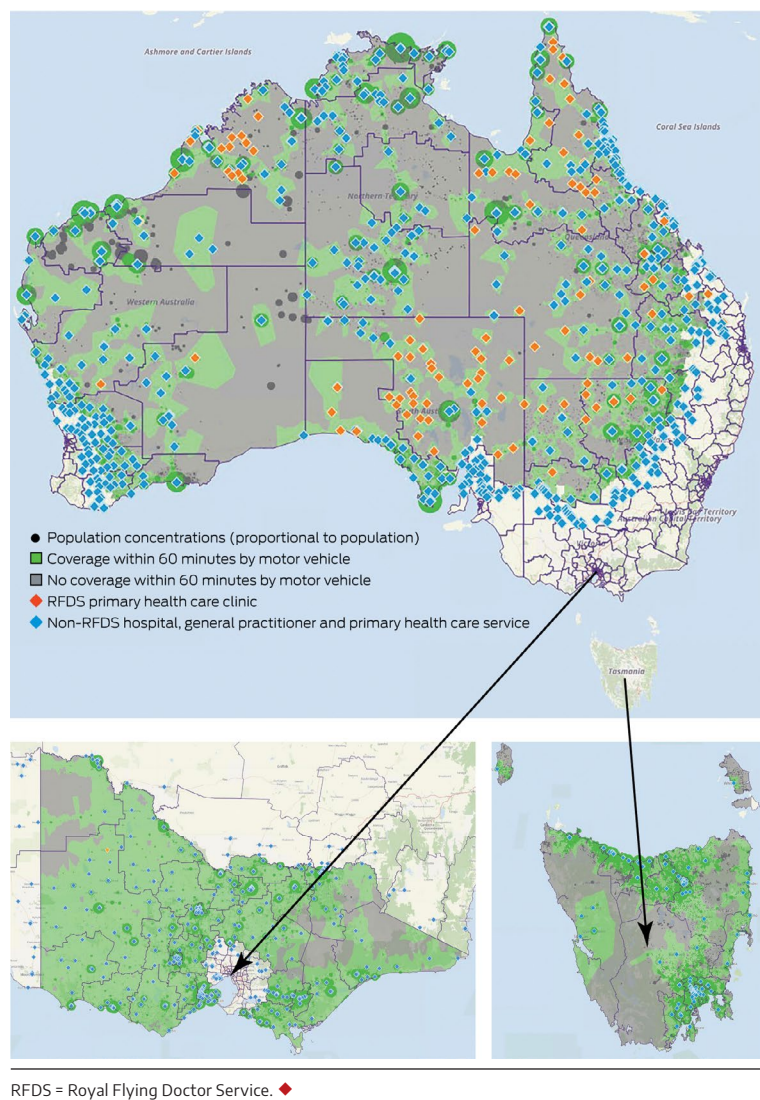 Ashmore and Cartier Islands
Coral Sea Islands
Northern Territory
Queensland
Western Australia
South Australia
Territory
Australian Capital Territory
Victoria
● Population concentrations (proportional to population)
Coverage within 60 minutes by motor vehicle
No coverage within 60 minutes by motor vehicle
◆ RFDS primary health care clinic
◆ Non-RFDS hospital, general practitioner and primary health care service
Tasmania
RFDS = Royal Flying Doctor Service. ◆